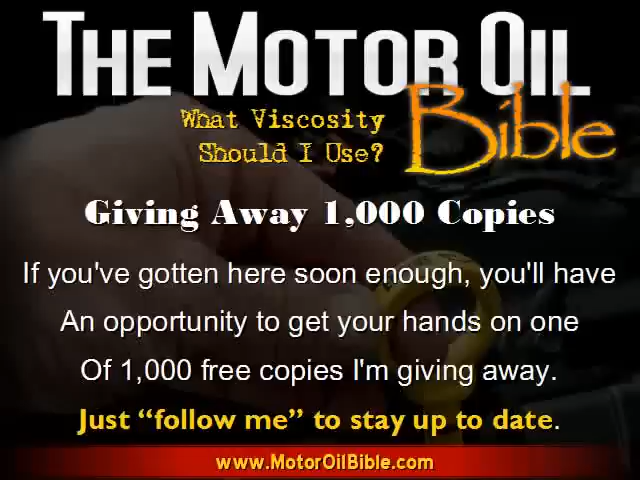 THE MOTOR OIL
Bible
What Viscosity
Should I Use?
Giving Away 1,000 Copies
If you've gotten here soon enough, you'll have
An opportunity to get your hands on one
Of 1,000 free copies I'm giving away.
Just “follow me” to stay up to date.
www.MotorOilBible.com